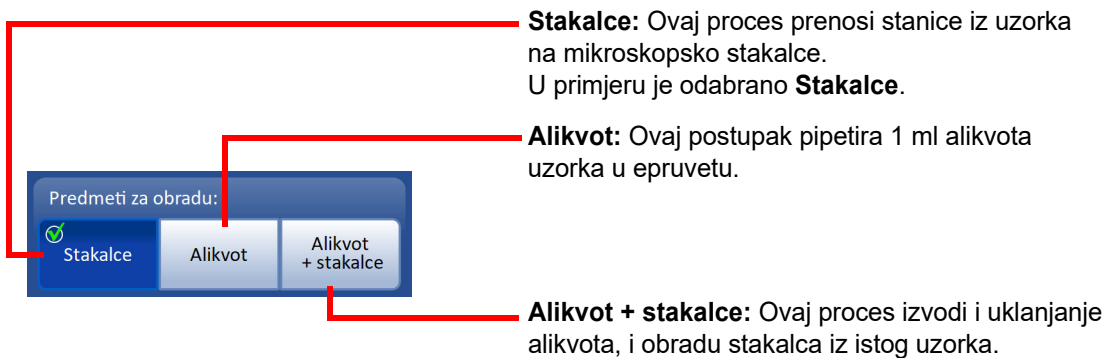 Stakalce: Ovaj proces prenosi stanice iz uzorka
na mikroskopsko stakalce.
U primjeru je odabrano Stakalce.
Alikvot: Ovaj postupak pipetira 1 ml alikvota
uzorka u epruvetu.
Predmeti za obradu:
Stakalce
Alikvot
Alikvot
+ stakalce
Alikvot + stakalce: Ovaj proces izvodi i uklanjanje
alikvota, i obradu stakalca iz istog uzorka.